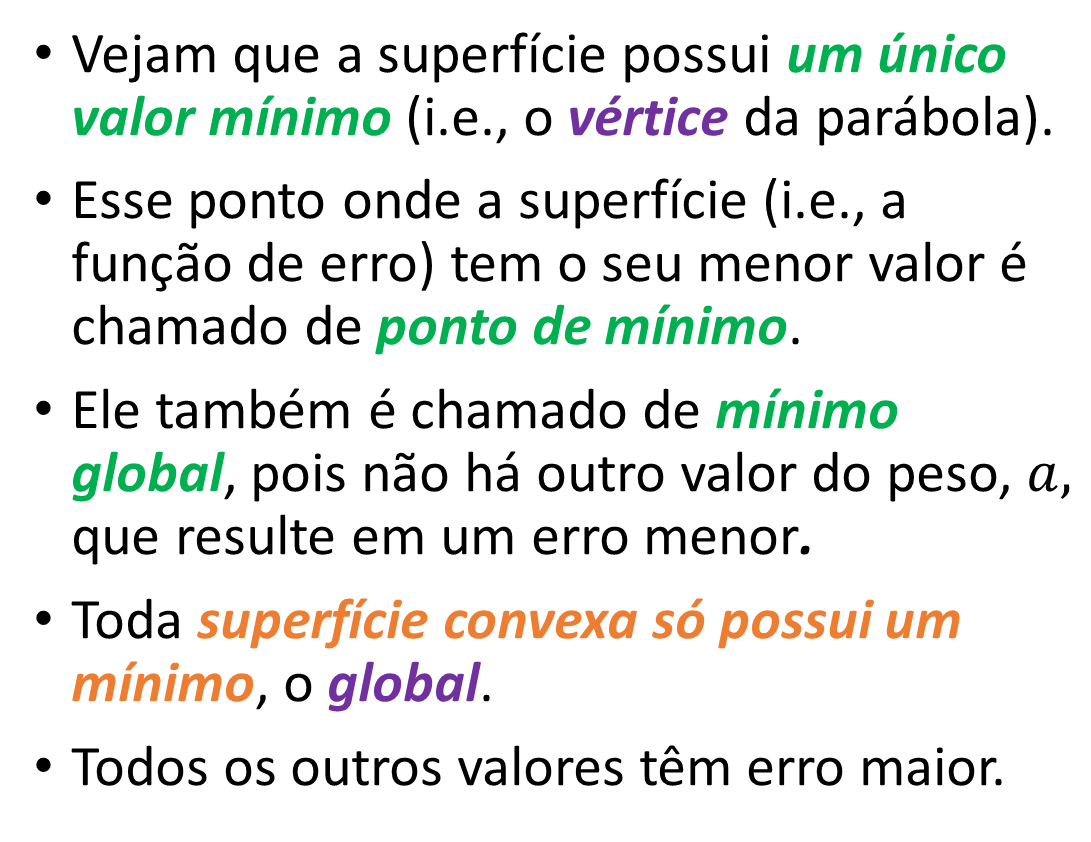 • Vejam que a superfície possui um único
valor mínimo (i.e., o vértice da parábola).
• Esse ponto onde a superfície (i.e., a
função de erro) tem o seu menor valor é
chamado de ponto de mínimo.
• Ele também é chamado de mínimo
global, pois não há outro valor do peso, a,
que resulte em um erro menor.
• Toda superfície convexa só possui um
mínimo, o global.
• Todos os outros valores têm erro maior.